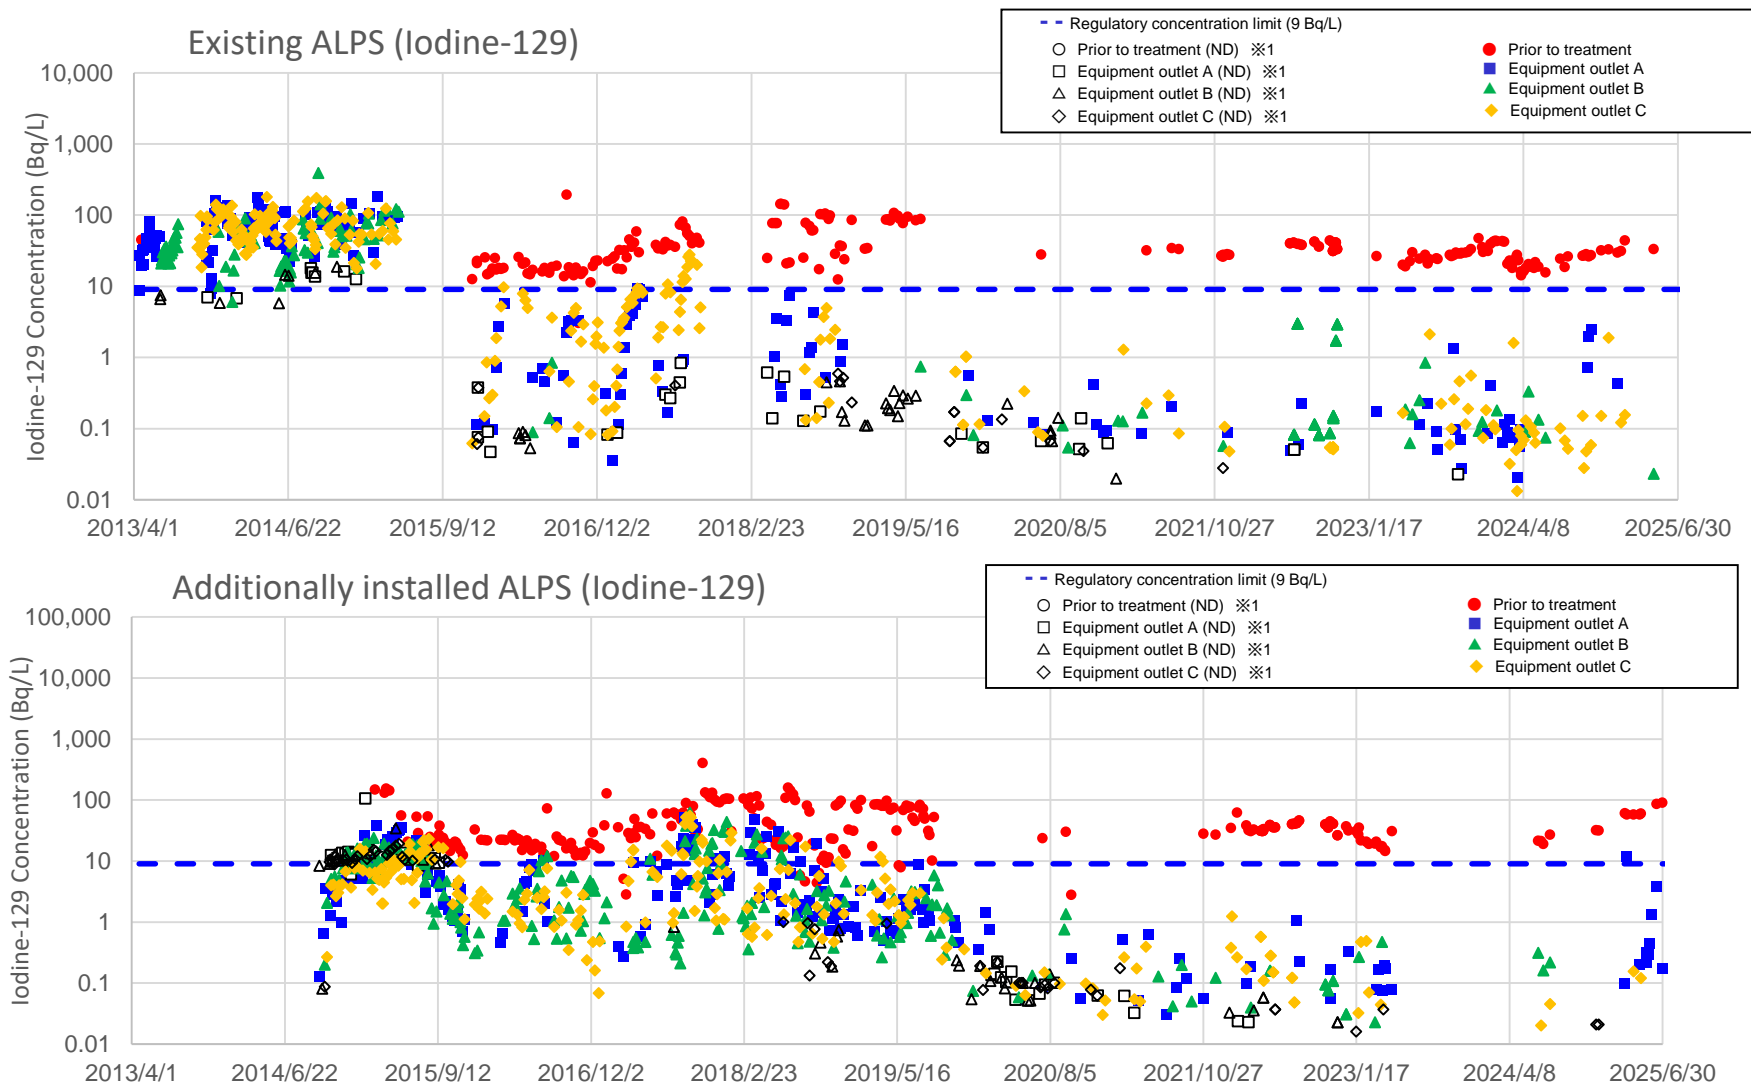 Existing ALPS (Iodine-129)
Regulatory concentration limit (9 Bq/L)
Prior to treatment (ND) ※1
Prior to treatment
Equipment outlet A (ND) ※1
Equipment outlet A
Equipment outlet B (ND) ※1
Equipment outlet B
Equipment outlet C (ND) ※1
Equipment outlet C
Iodine-129 Concentration (Bq/L)
10,000
1,000
100
10
1
0.1
0.01
2013/4/1 2014/6/22 2015/9/12 2016/12/2 2018/2/23 2019/5/16 2020/8/5 2021/10/27 2023/1/17 2024/4/8 2025/6/30
Additionally installed ALPS (Iodine-129)
Regulatory concentration limit (9 Bq/L)
Prior to treatment (ND) ※1
Prior to treatment
Equipment outlet A (ND) ※1
Equipment outlet A
Equipment outlet B (ND) ※1
Equipment outlet B
Equipment outlet C (ND) ※1
Equipment outlet C
Iodine-129 Concentration (Bq/L)
100,000
10,000
1,000
100
10
1
0.1
0.01
2013/4/1 2014/6/22 2015/9/12 2016/12/2 2018/2/23 2019/5/16 2020/8/5 2021/10/27 2023/1/17 2024/4/8 2025/6/30